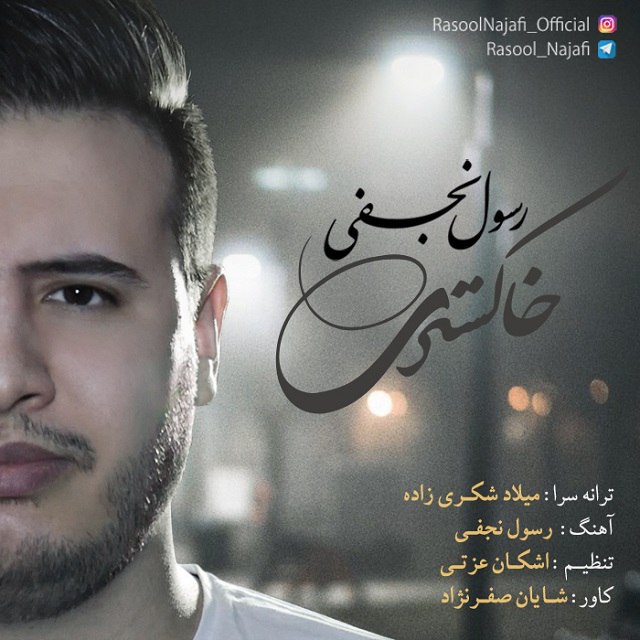 RasoolNajafi_Official
Rasool_Najafi
رسول نجفی
خاکستری
ترانه سرا : میلاد شکری زاده
آهنگ : رسول نجفی
تنظیم : اشکان عزتی
کاور : شایان صفرنژاد